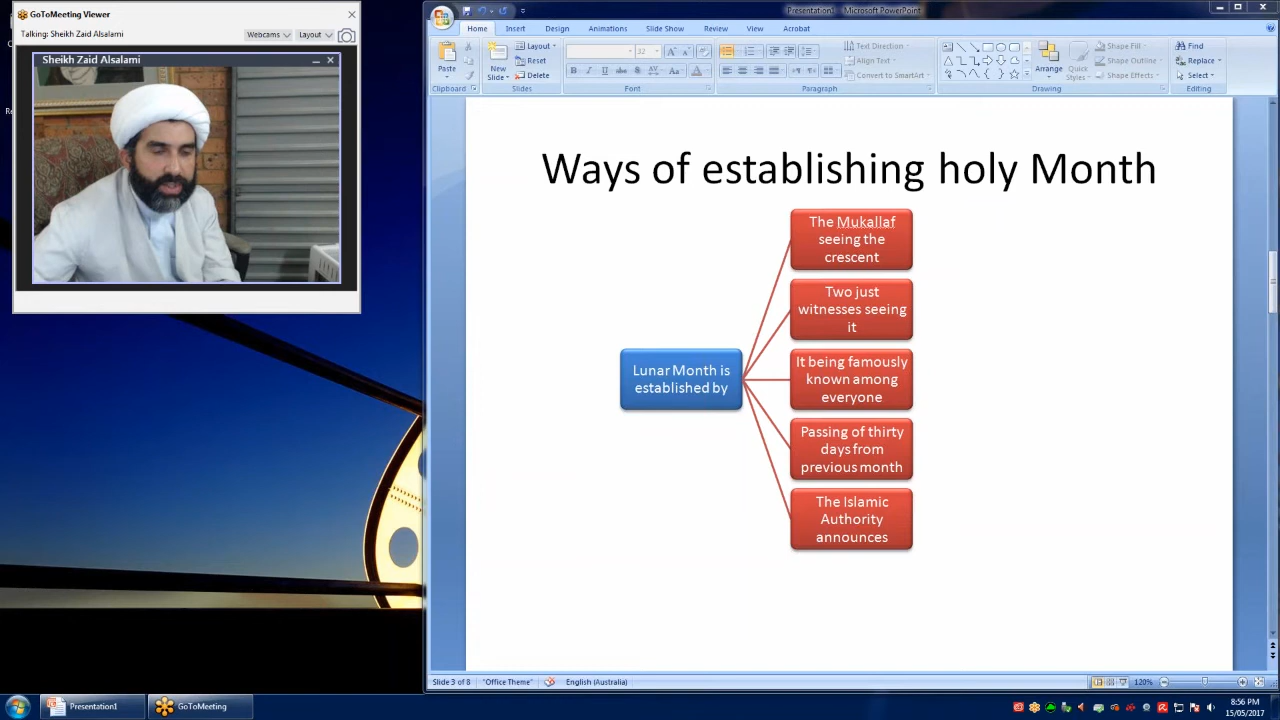 GoToMeeting Viewer
Talking: Sheikh Zaid Alsalami
Webcams
Layout
Sheikh Zaid Alsalami
Presentation1 - Microsoft PowerPoint
Home Insert Design Animations Slide Show Review View Acrobat
Paste
New
Slide
Layout
Reset
Delete
32
Text Direction
Align Text
Convert to SmartArt
Arrange
Quick
Styles
Shape Fill
Shape Outline
Shape Effects
Find
Replace
Select
Clipboard Slides Font Paragraph Drawing Editing
Ways of establishing holy Month
Lunar Month is
established by
The Mukallaf
seeing the
crescent
Two just
witnesses seeing
it
It being famously
known among
everyone
Passing of thirty
days from
previous month
The Islamic
Authority
announces
Slide 3 of 8 "Office Theme" English (Australia) 120%
Presentation1 GoToMeeting
8:56 PM
15/05/2017